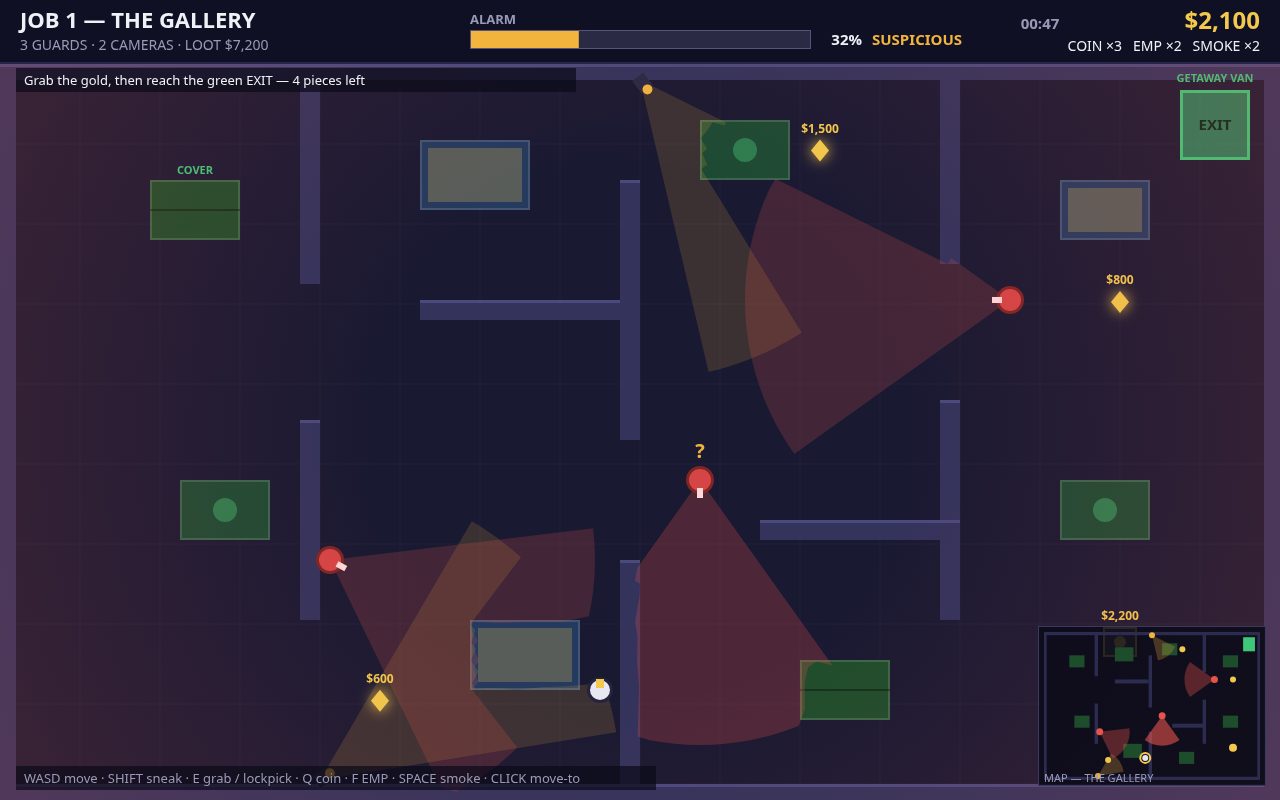 JOB 1 — THE GALLERY
3 GUARDS · 2 CAMERAS · LOOT $7,200
ALARM
32% SUSPICIOUS
00:47
$2,100
COIN ×3 EMP ×2 SMOKE ×2
Grab the gold, then reach the green EXIT — 4 pieces left
GETAWAY VAN
EXIT
$1,500
COVER
$800
?
$2,200
$600
WASD move · SHIFT sneak · E grab / lockpick · Q coin · F EMP · SPACE smoke · CLICK move-to
MAP — THE GALLERY